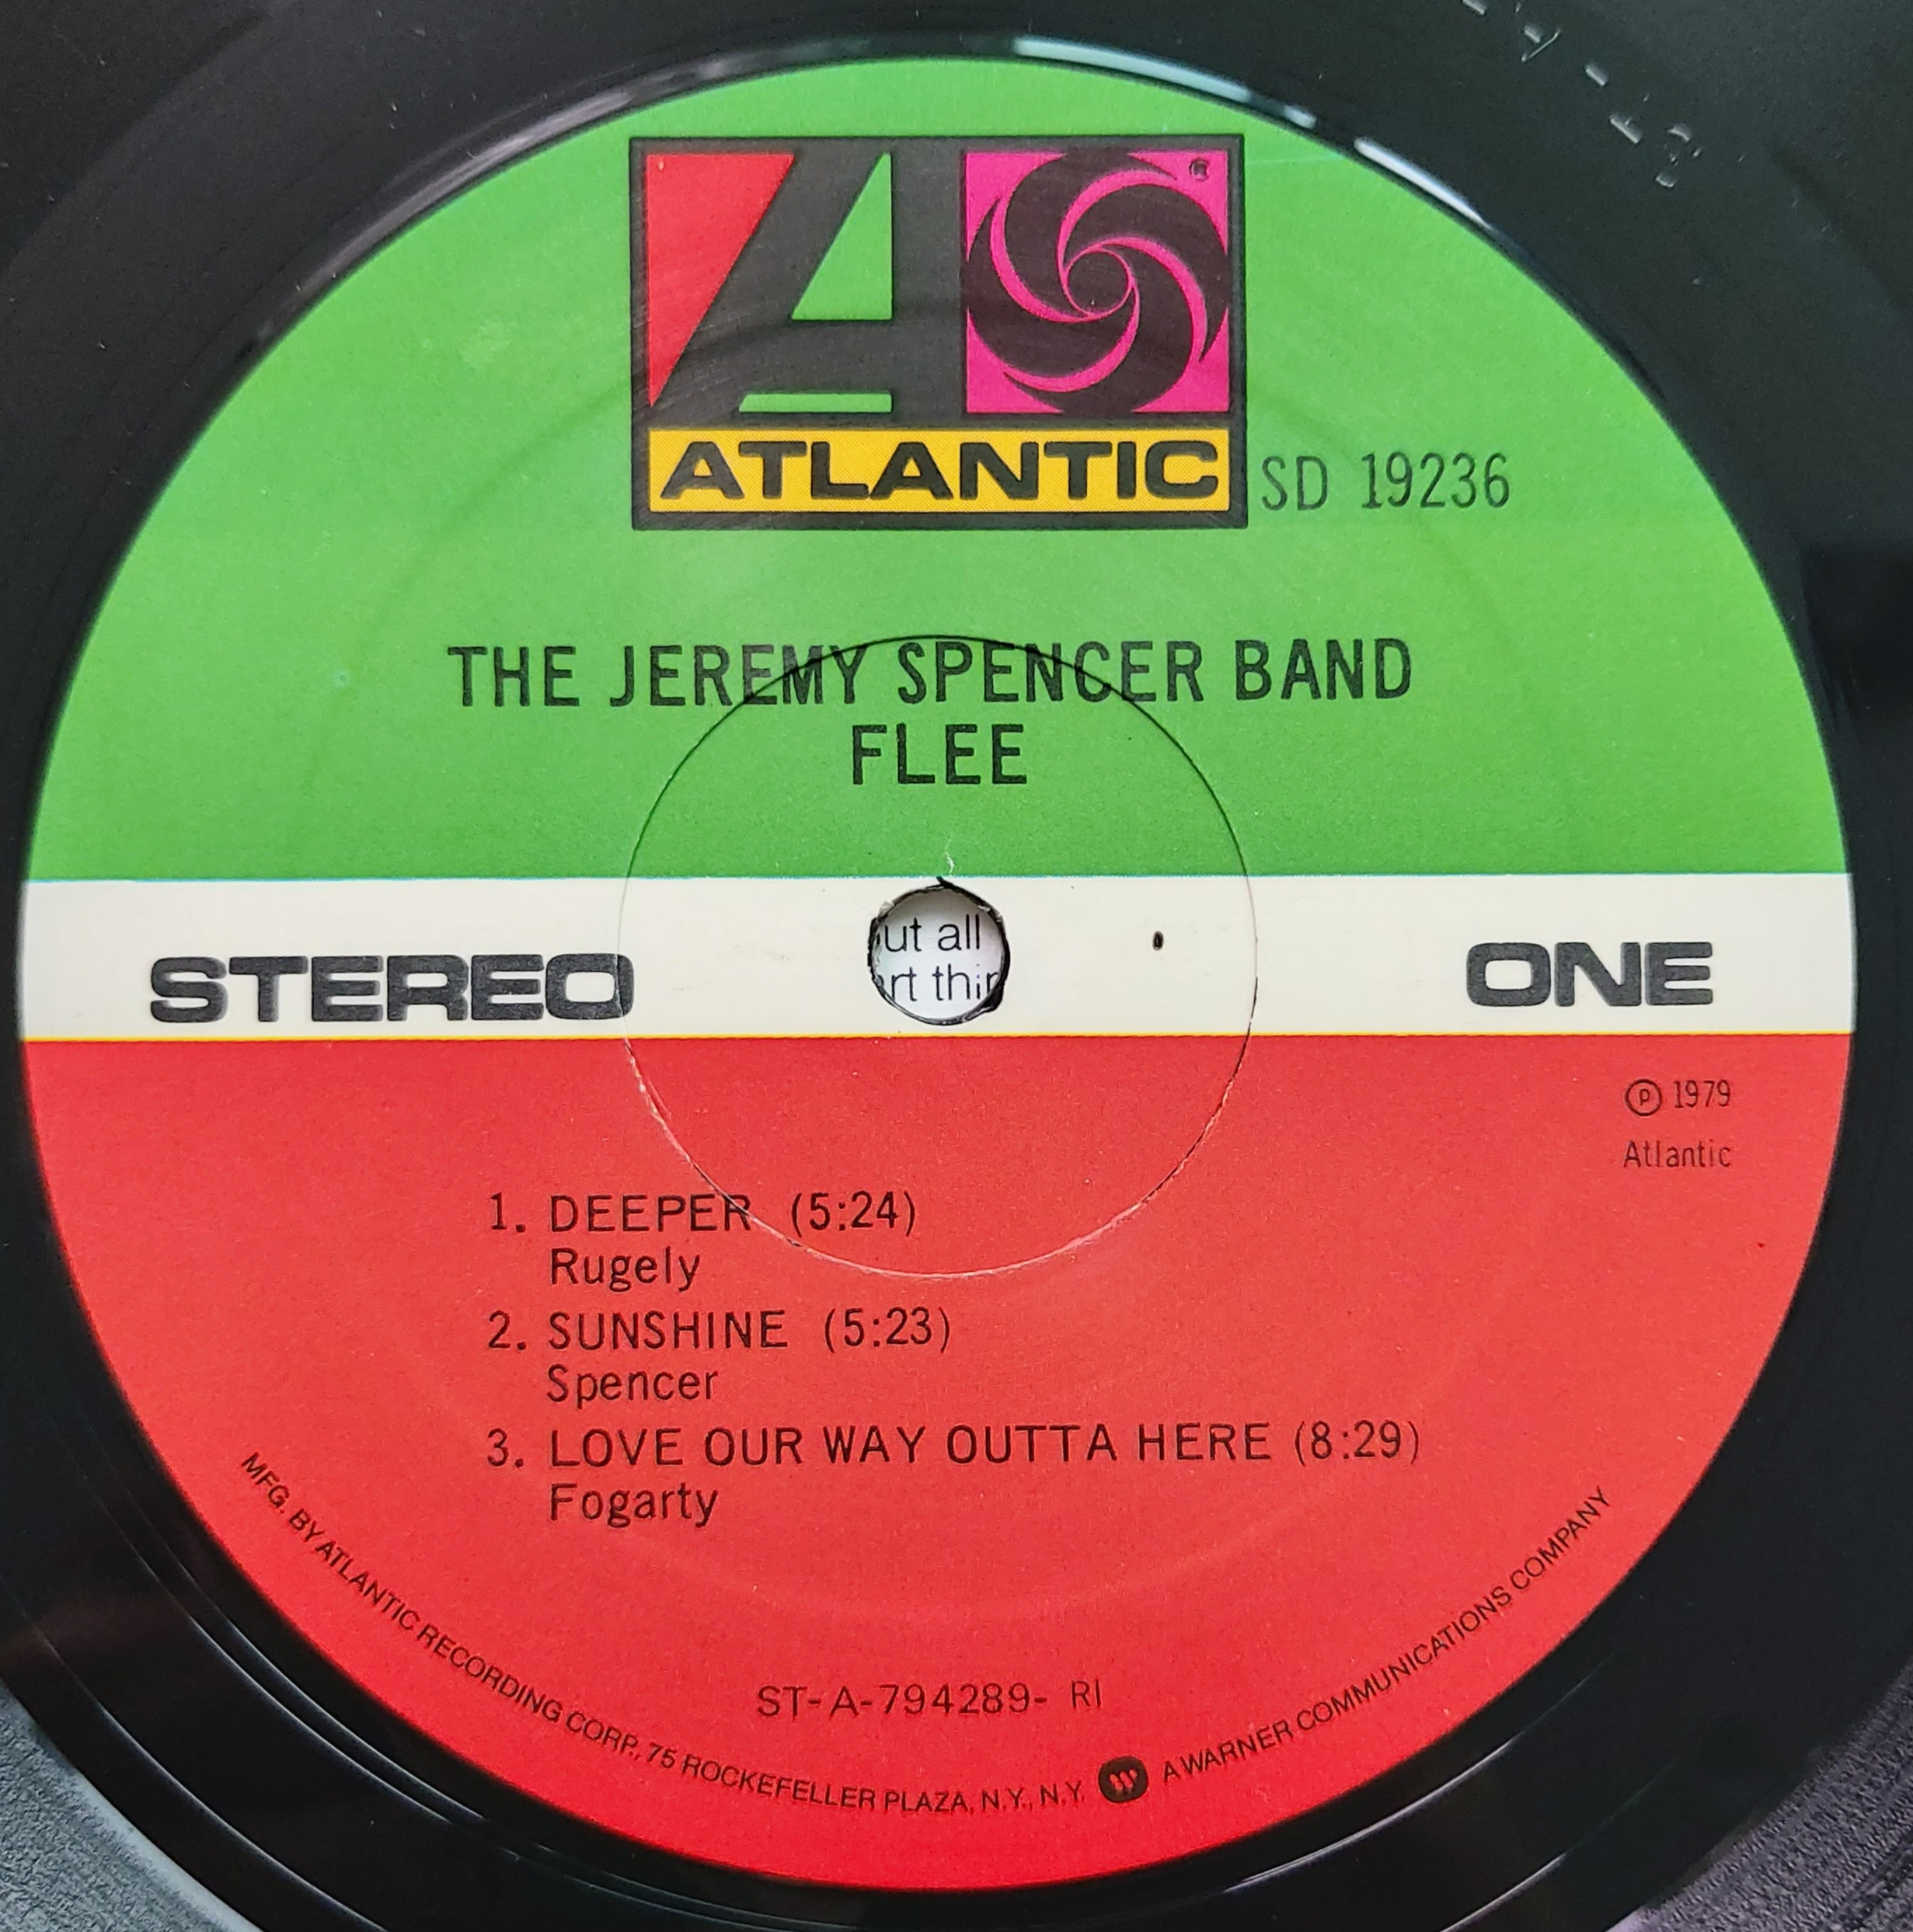 ATLANTIC
SD 19236
THE JEREMY SPENCER BAND
FLEE
ut all
rt thi
STEREO
ONE
Ⓟ 1979
Atlantic
1. DEEPER (5:24)
Rugely
2. SUNSHINE (5:23)
Spencer
3. LOVE OUR WAY OUTTA HERE (8:29)
Fogarty
ST-A-794289- RI
MFG. BY ATLANTIC RECORDING CORP., 75 ROCKEFELLER PLAZA, N.Y., N.Y. A WARNER COMMUNICATIONS COMPANY